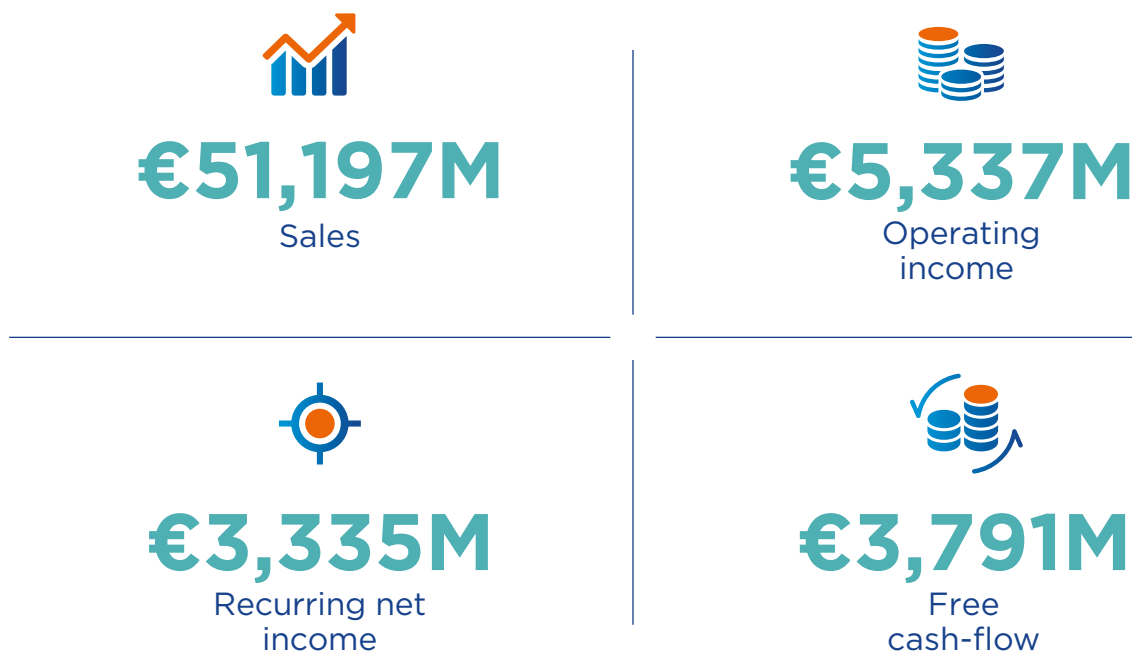 €51,197M
Sales
€5,337M
Operating
income
€3,335M
Recurring net
income
€3,791M
Free
cash-flow